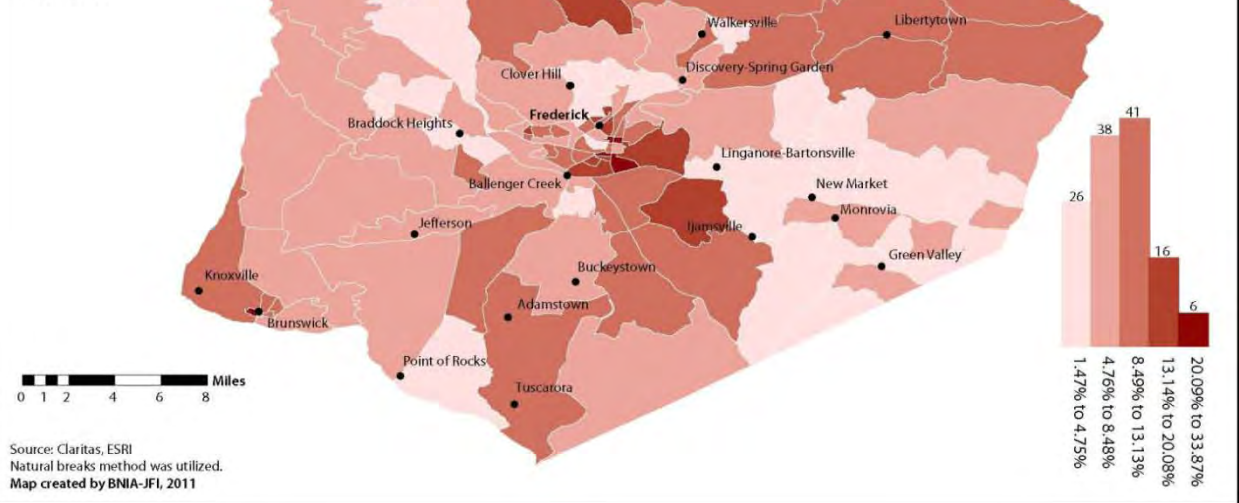 Walkersville
Libertytown
Discovery-Spring Garden
Clover Hill
Frederick
Braddock Heights
Linganore-Bartonsville
Ballenger Creek
New Market
Monrovia
Jefferson
Ijamsville
Green Valley
Buckeystown
Knoxville
Adamstown
Brunswick
Point of Rocks
Tuscarora
26
38
41
16
6
1.47% to 4.75%
4.76% to 8.48%
8.49% to 13.13%
13.14% to 20.08%
20.09% to 33.87%
Miles
0 1 2 4 6 8
Source: Claritas, ESRI
Natural breaks method was utilized.
Map created by BNIA-JFI, 2011